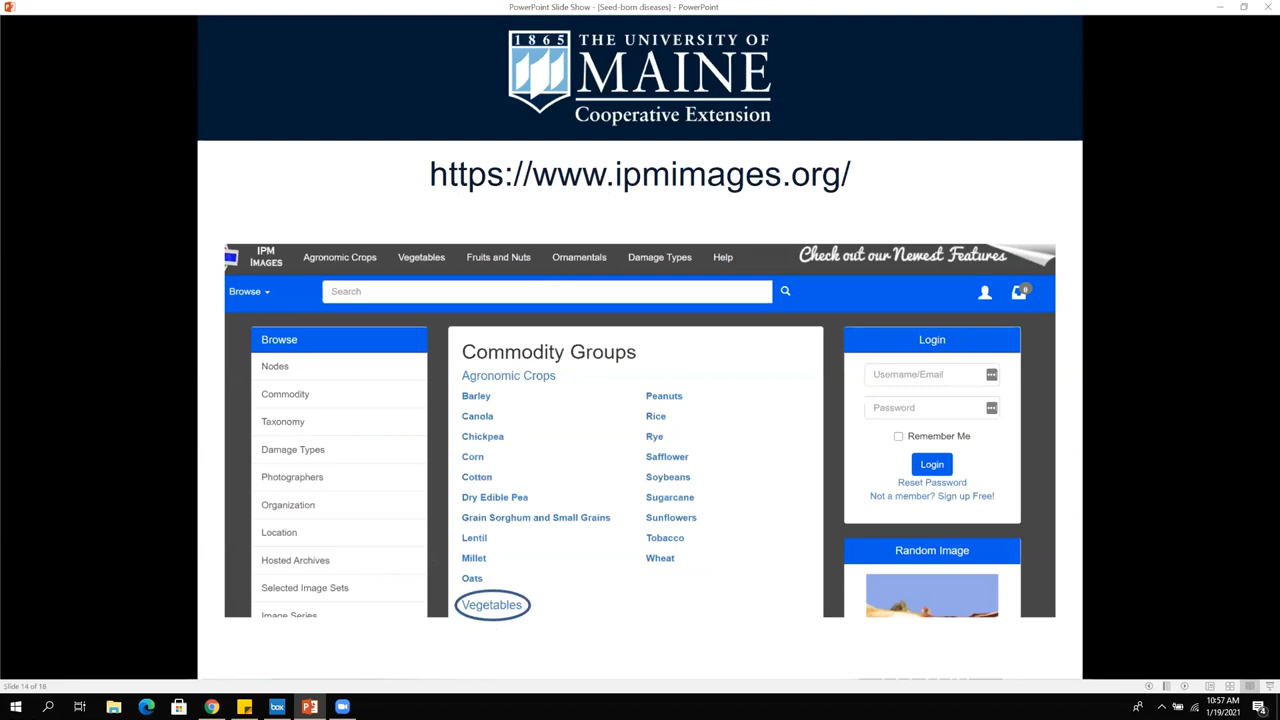 PowerPoint Slide Show - [Seed-born diseases] - PowerPoint
1865
THE UNIVERSITY OF
MAINE
Cooperative Extension
https://www.ipmimages.org/
IPM
IMAGES
Agronomic Crops
Vegetables
Fruits and Nuts
Ornamentals
Damage Types
Help
Check out our Newest Features
Browse
Search
0
Browse
Nodes
Commodity
Taxonomy
Damage Types
Photographers
Organization
Location
Hosted Archives
Selected Image Sets
Image Series
Commodity Groups
Agronomic Crops
Barley
Canola
Chickpea
Corn
Cotton
Dry Edible Pea
Grain Sorghum and Small Grains
Lentil
Millet
Oats
Peanuts
Rice
Rye
Safflower
Soybeans
Sugarcane
Sunflowers
Tobacco
Wheat
Vegetables
Login
Username/Email
Password
Remember Me
Login
Reset Password
Not a member? Sign up Free!
Random Image
Slide 14 of 18
box
10:57 AM
1/19/2021
4